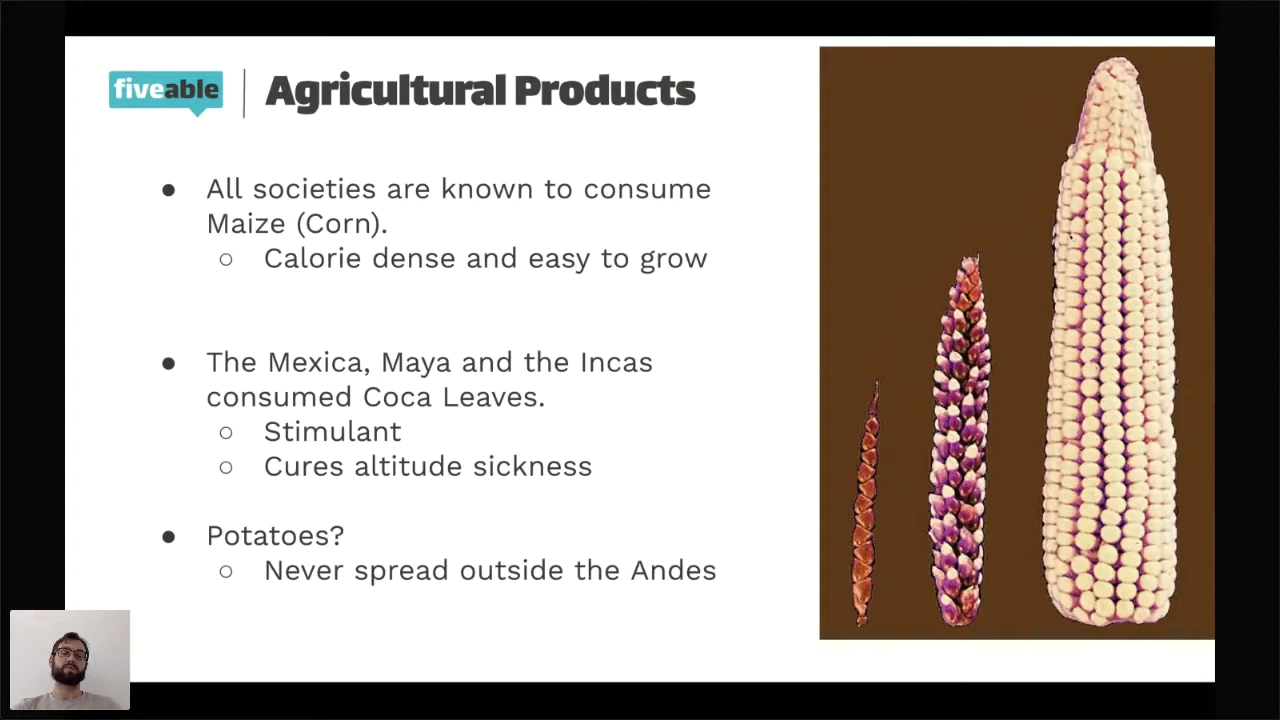 fiveable
Agricultural Products
● All societies are known to consume
Maize (Corn).
○ Calorie dense and easy to grow
● The Mexica, Maya and the Incas
consumed Coca Leaves.
○ Stimulant
○ Cures altitude sickness
● Potatoes?
○ Never spread outside the Andes